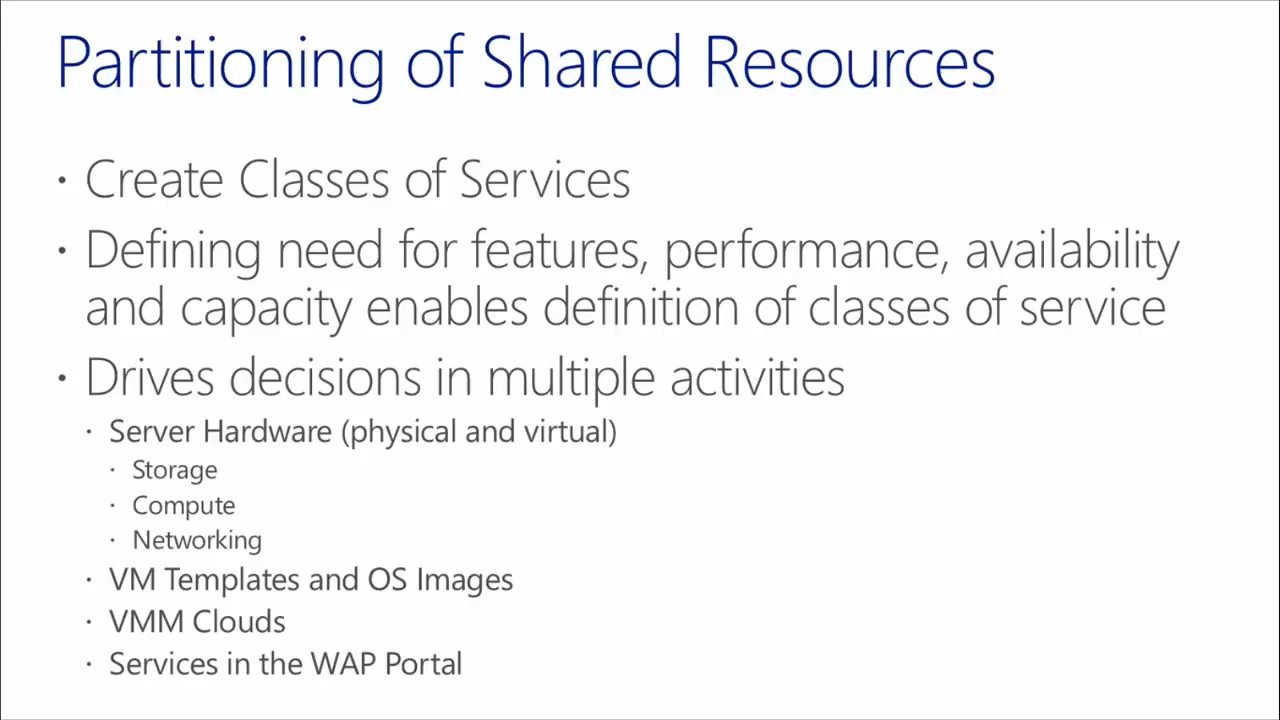 Partitioning of Shared Resources
· Create Classes of Services
· Defining need for features, performance, availability
and capacity enables definition of classes of service
· Drives decisions in multiple activities
· Server Hardware (physical and virtual)
· Storage
· Compute
· Networking
· VM Templates and OS Images
· VMM Clouds
· Services in the WAP Portal